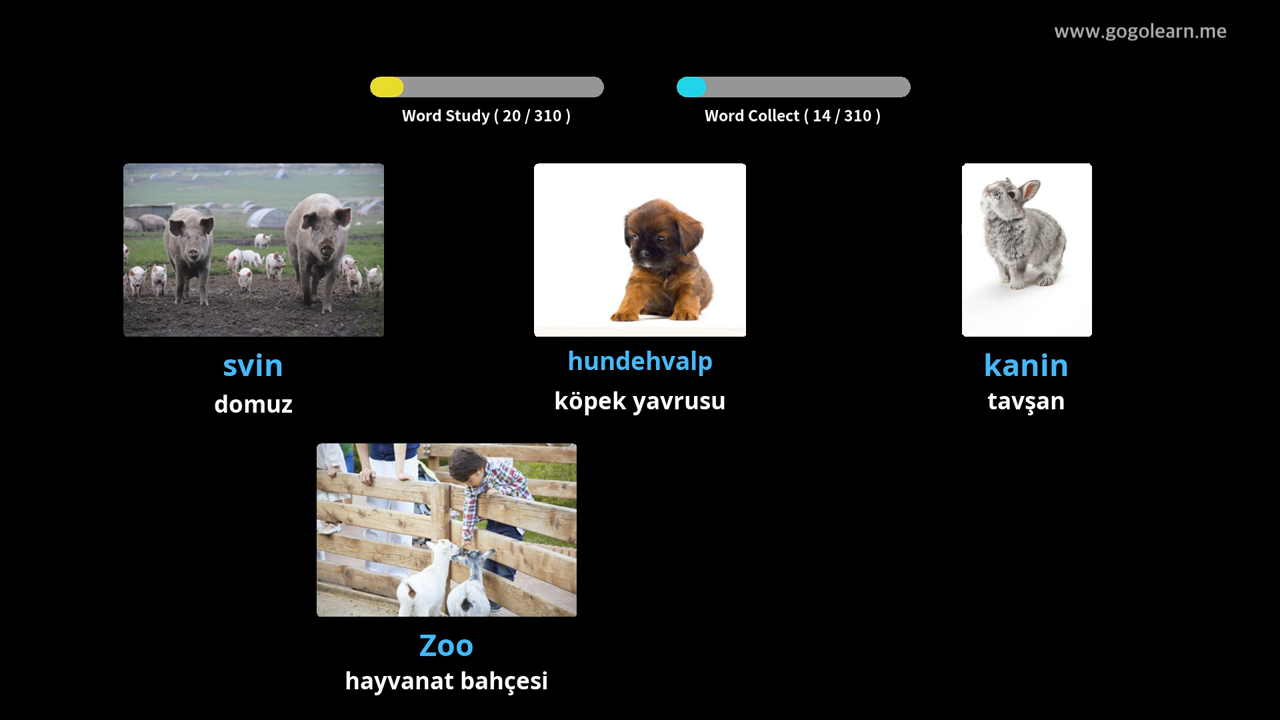 www.gogolearn.me
Word Study ( 20 / 310 )
Word Collect ( 14 / 310 )
svin
domuz
hundehvalp
köpek yavrusu
kanin
tavşan
Zoo
hayvanat bahçesi